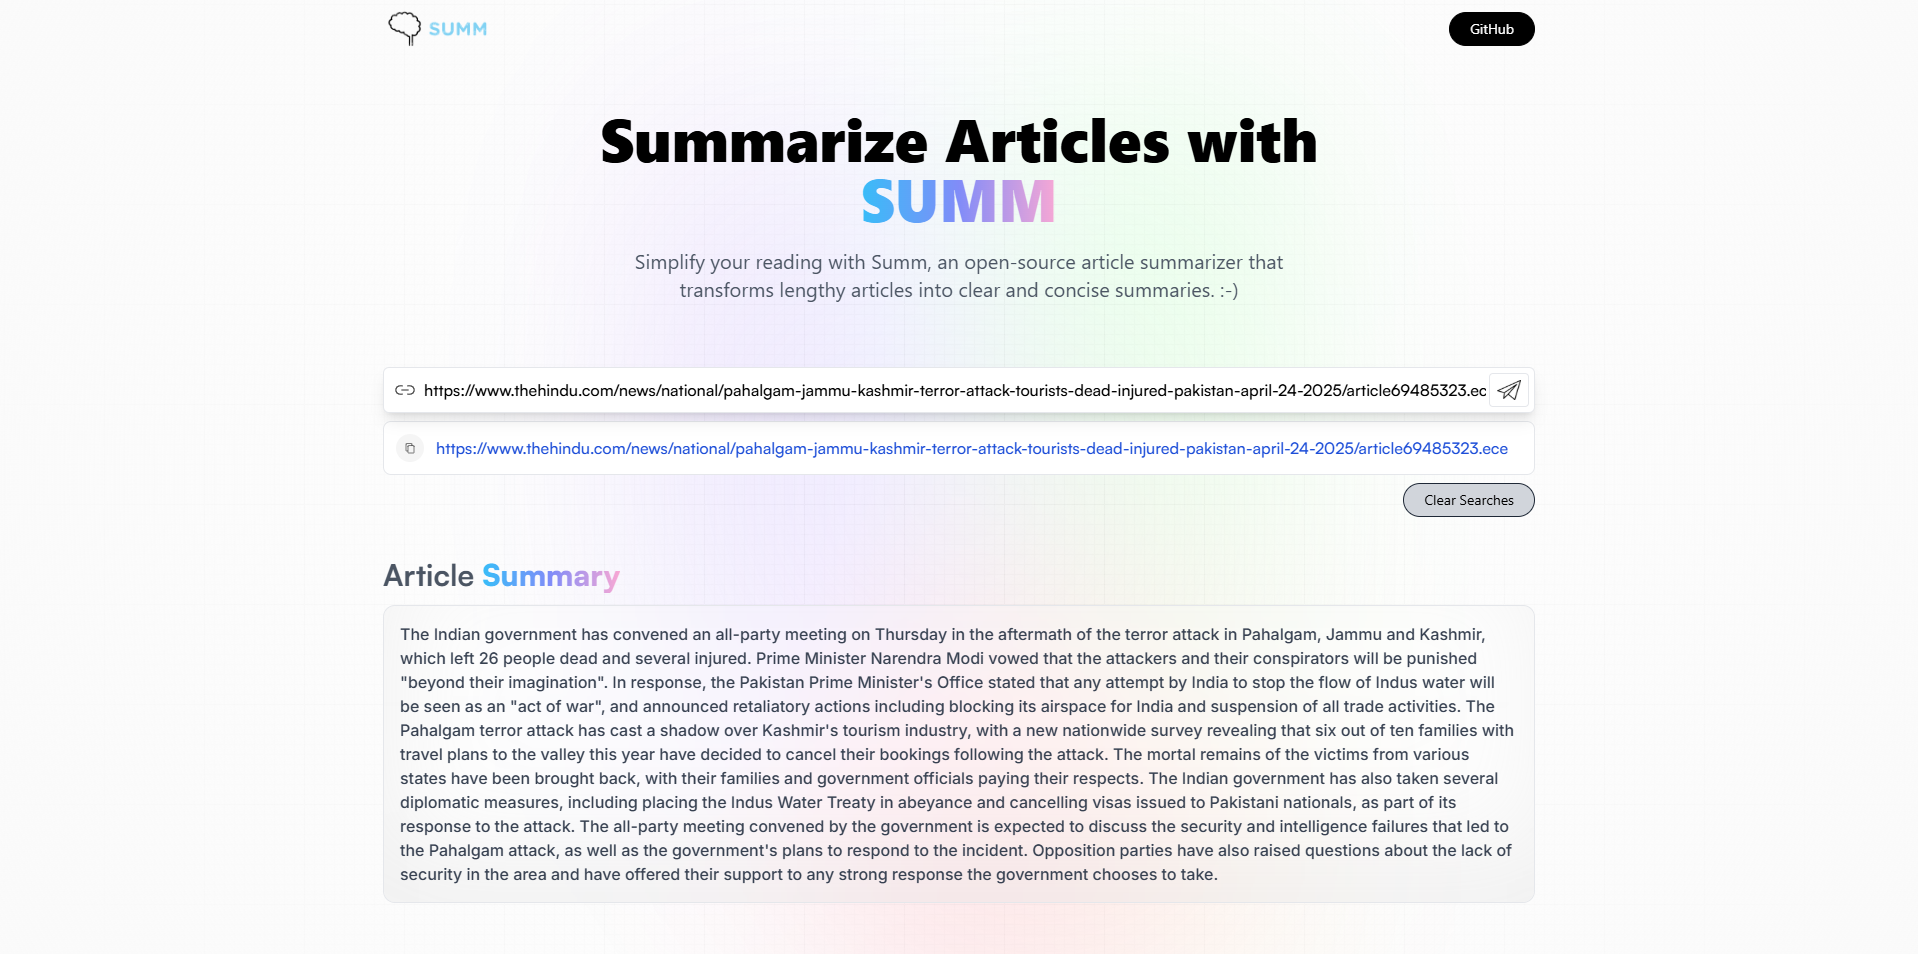 SUMM
GitHub
Summarize Articles with
SUMM
Simplify your reading with Summ, an open-source article summarizer that
transforms lengthy articles into clear and concise summaries. :-)
https://www.thehindu.com/news/national/pahalgam-jammu-kashmir-terror-attack-tourists-dead-injured-pakistan-april-24-2025/article69485323.ec
https://www.thehindu.com/news/national/pahalgam-jammu-kashmir-terror-attack-tourists-dead-injured-pakistan-april-24-2025/article69485323.ece
Clear Searches
Article Summary
The Indian government has convened an all-party meeting on Thursday in the aftermath of the terror attack in Pahalgam, Jammu and Kashmir,
which left 26 people dead and several injured. Prime Minister Narendra Modi vowed that the attackers and their conspirators will be punished
"beyond their imagination". In response, the Pakistan Prime Minister's Office stated that any attempt by India to stop the flow of Indus water will
be seen as an "act of war", and announced retaliatory actions including blocking its airspace for India and suspension of all trade activities. The
Pahalgam terror attack has cast a shadow over Kashmir's tourism industry, with a new nationwide survey revealing that six out of ten families with
travel plans to the valley this year have decided to cancel their bookings following the attack. The mortal remains of the victims from various
states have been brought back, with their families and government officials paying their respects. The Indian government has also taken several
diplomatic measures, including placing the Indus Water Treaty in abeyance and cancelling visas issued to Pakistani nationals, as part of its
response to the attack. The all-party meeting convened by the government is expected to discuss the security and intelligence failures that led to
the Pahalgam attack, as well as the government's plans to respond to the incident. Opposition parties have also raised questions about the lack of
security in the area and have offered their support to any strong response the government chooses to take.